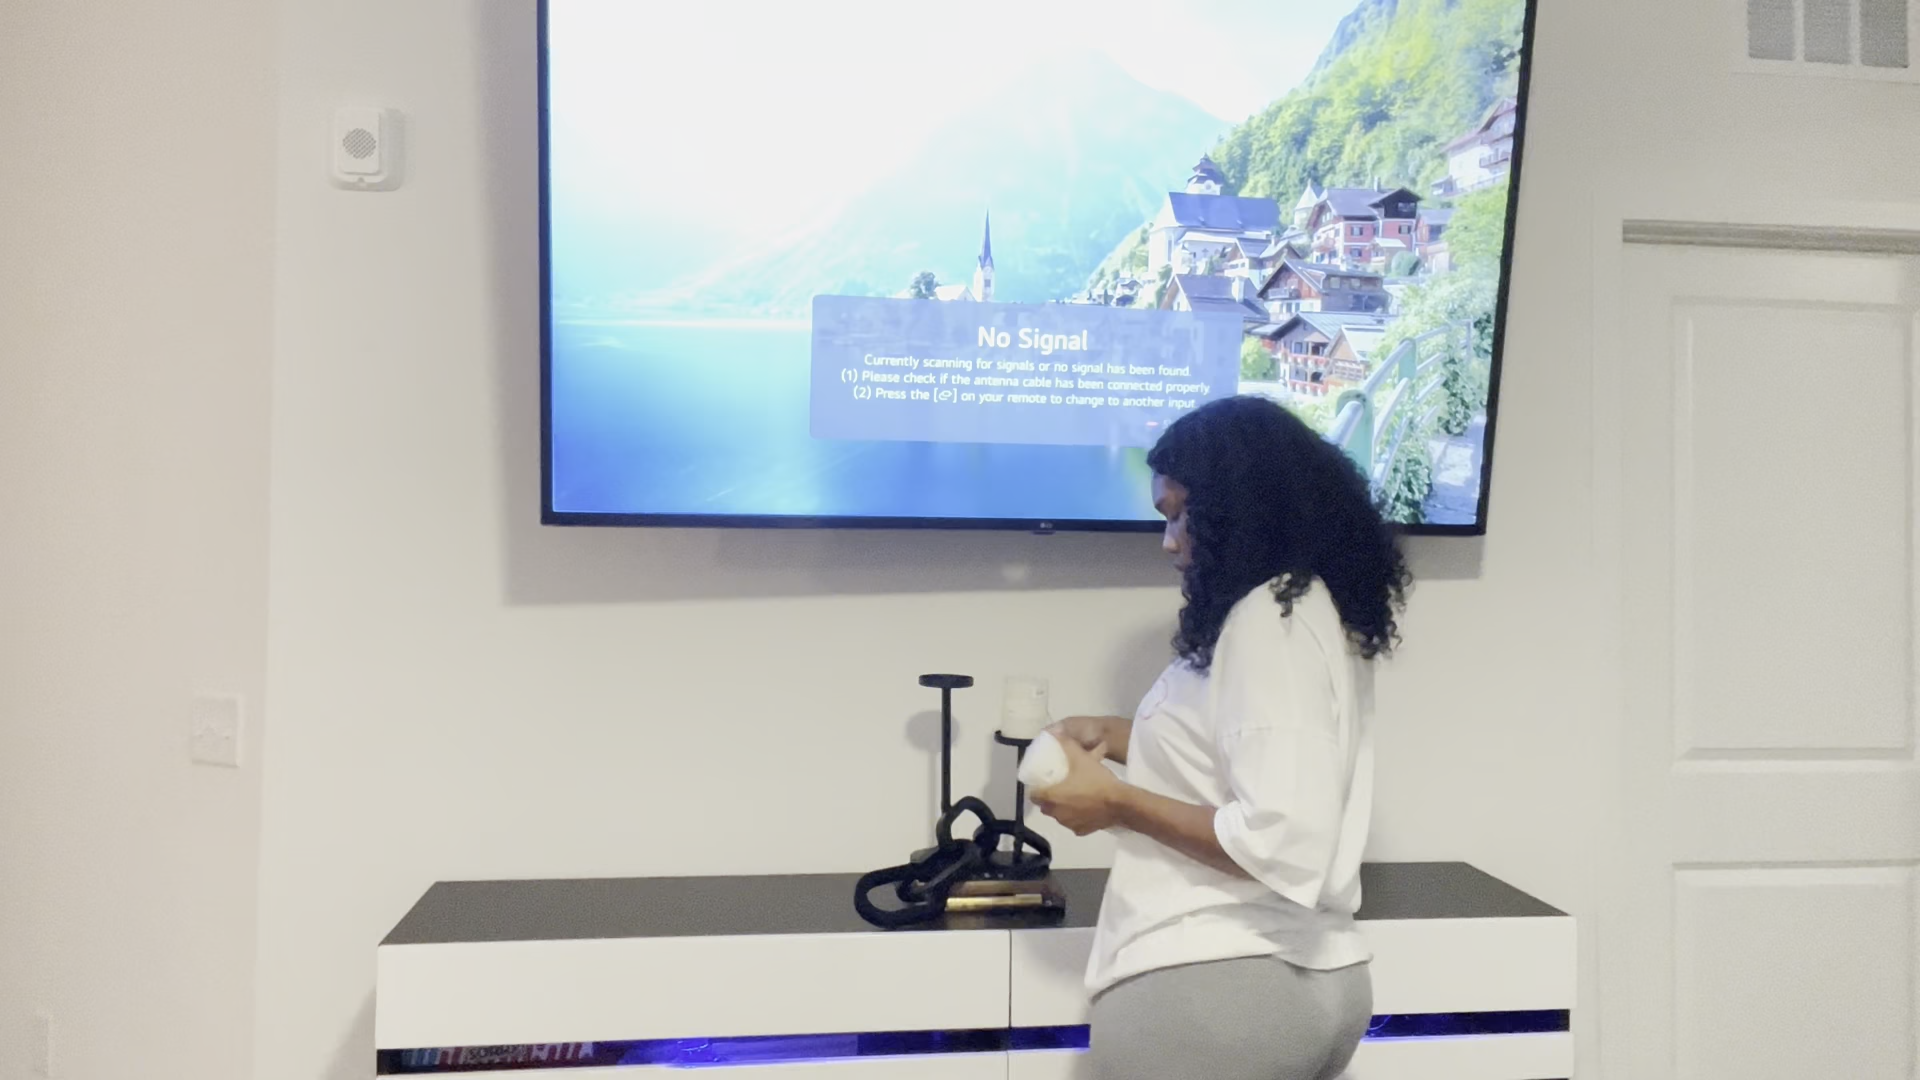 No Signal
Currently scanning for signals or no signal has been found.
(1) Please check if the antenna cable has been connected properly
(2) Press the [] on your remote to change to another input
LG